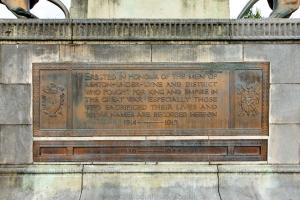 ERECTED IN HONOUR OF THE MEN OF
ASHTON-UNDER-LYNE AND DISTRICT
WHO FOUGHT FOR KING AND EMPIRE
IN THE GREAT WAR ESPECIALLY THOSE
WHO SACRIFICED THEIR LIVES AND
WHOSE NAMES ARE RECORDED HEREON
1914 1919